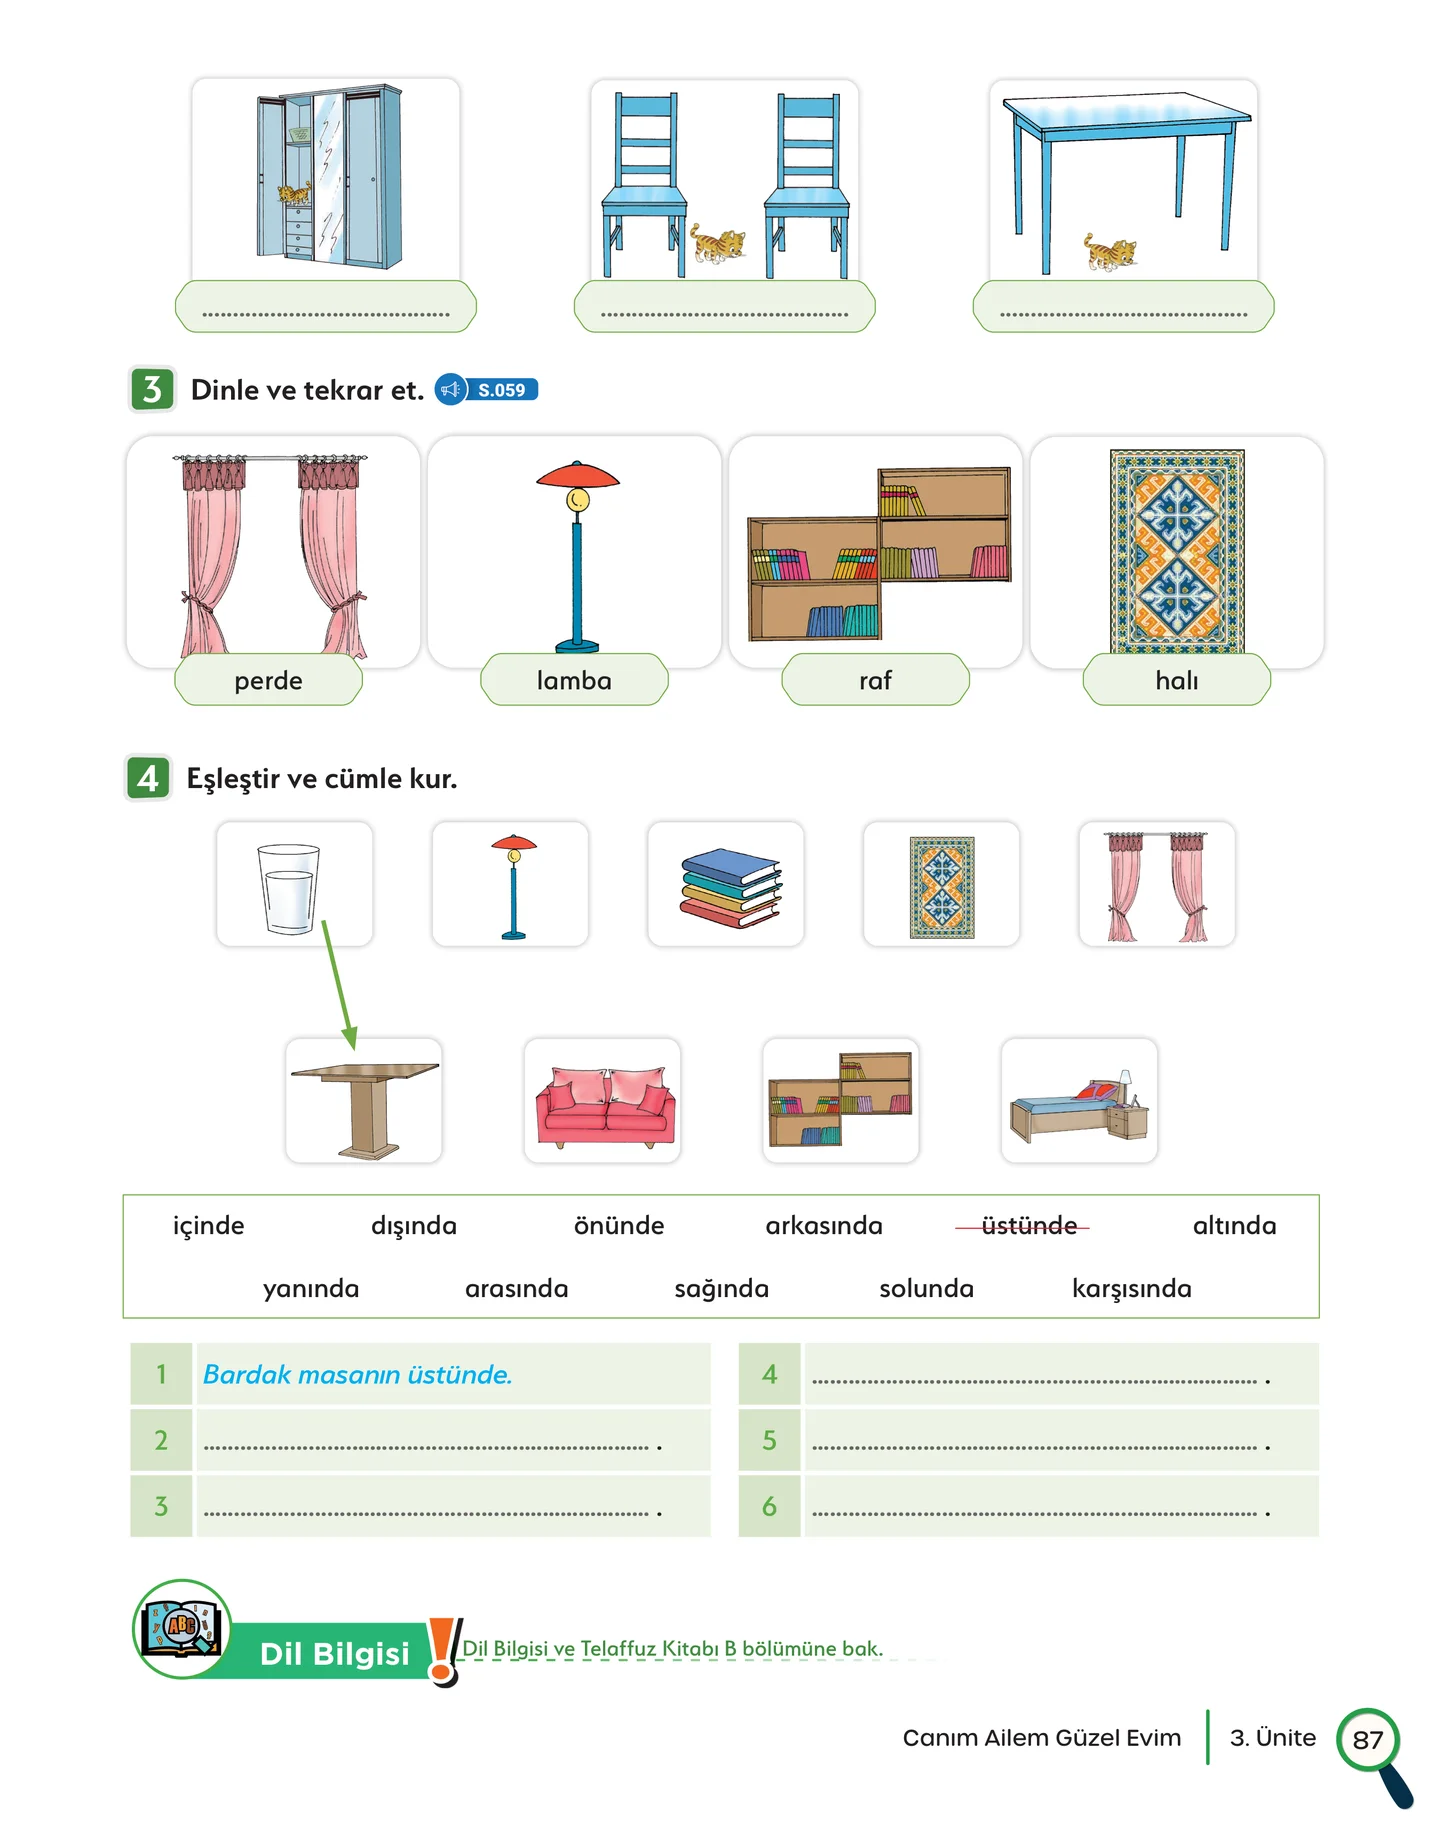 ........................................
........................................
........................................
3 Dinle ve tekrar et. S.059
perde
lamba
raf
halı
4 Eşleştir ve cümle kur.
içinde dışında önünde arkasında üstünde altında
yanında arasında sağında solunda karşısında
1 Bardak masanın üstünde.
2 ........................................ .
3 ........................................ .
4 ........................................ .
5 ........................................ .
6 ........................................ .
ABC
Dil Bilgisi
Dil Bilgisi ve Telaffuz Kitabı B bölümüne bak.
Canım Ailem Güzel Evim 3. Ünite 87